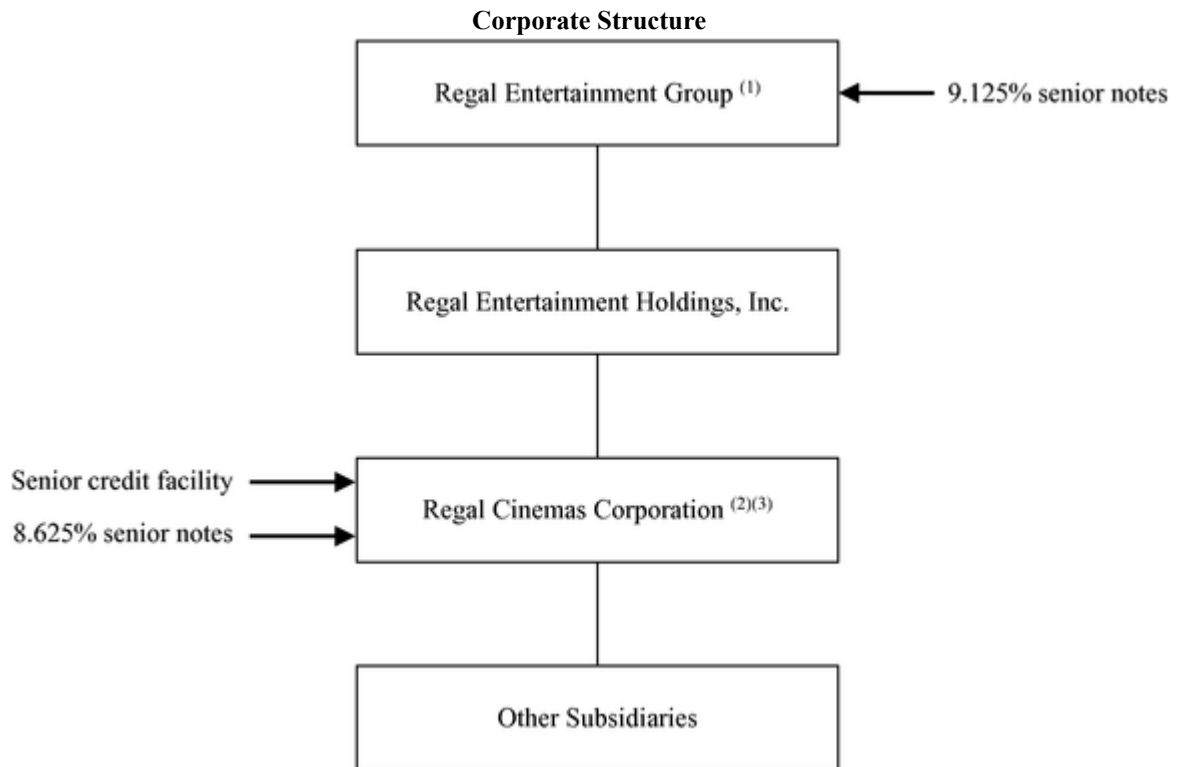 Corporate Structure
Regal Entertainment Group (1)
9.125% senior notes
Regal Entertainment Holdings, Inc.
Senior credit facility
8.625% senior notes
Regal Cinemas Corporation (2)(3)
Other Subsidiaries